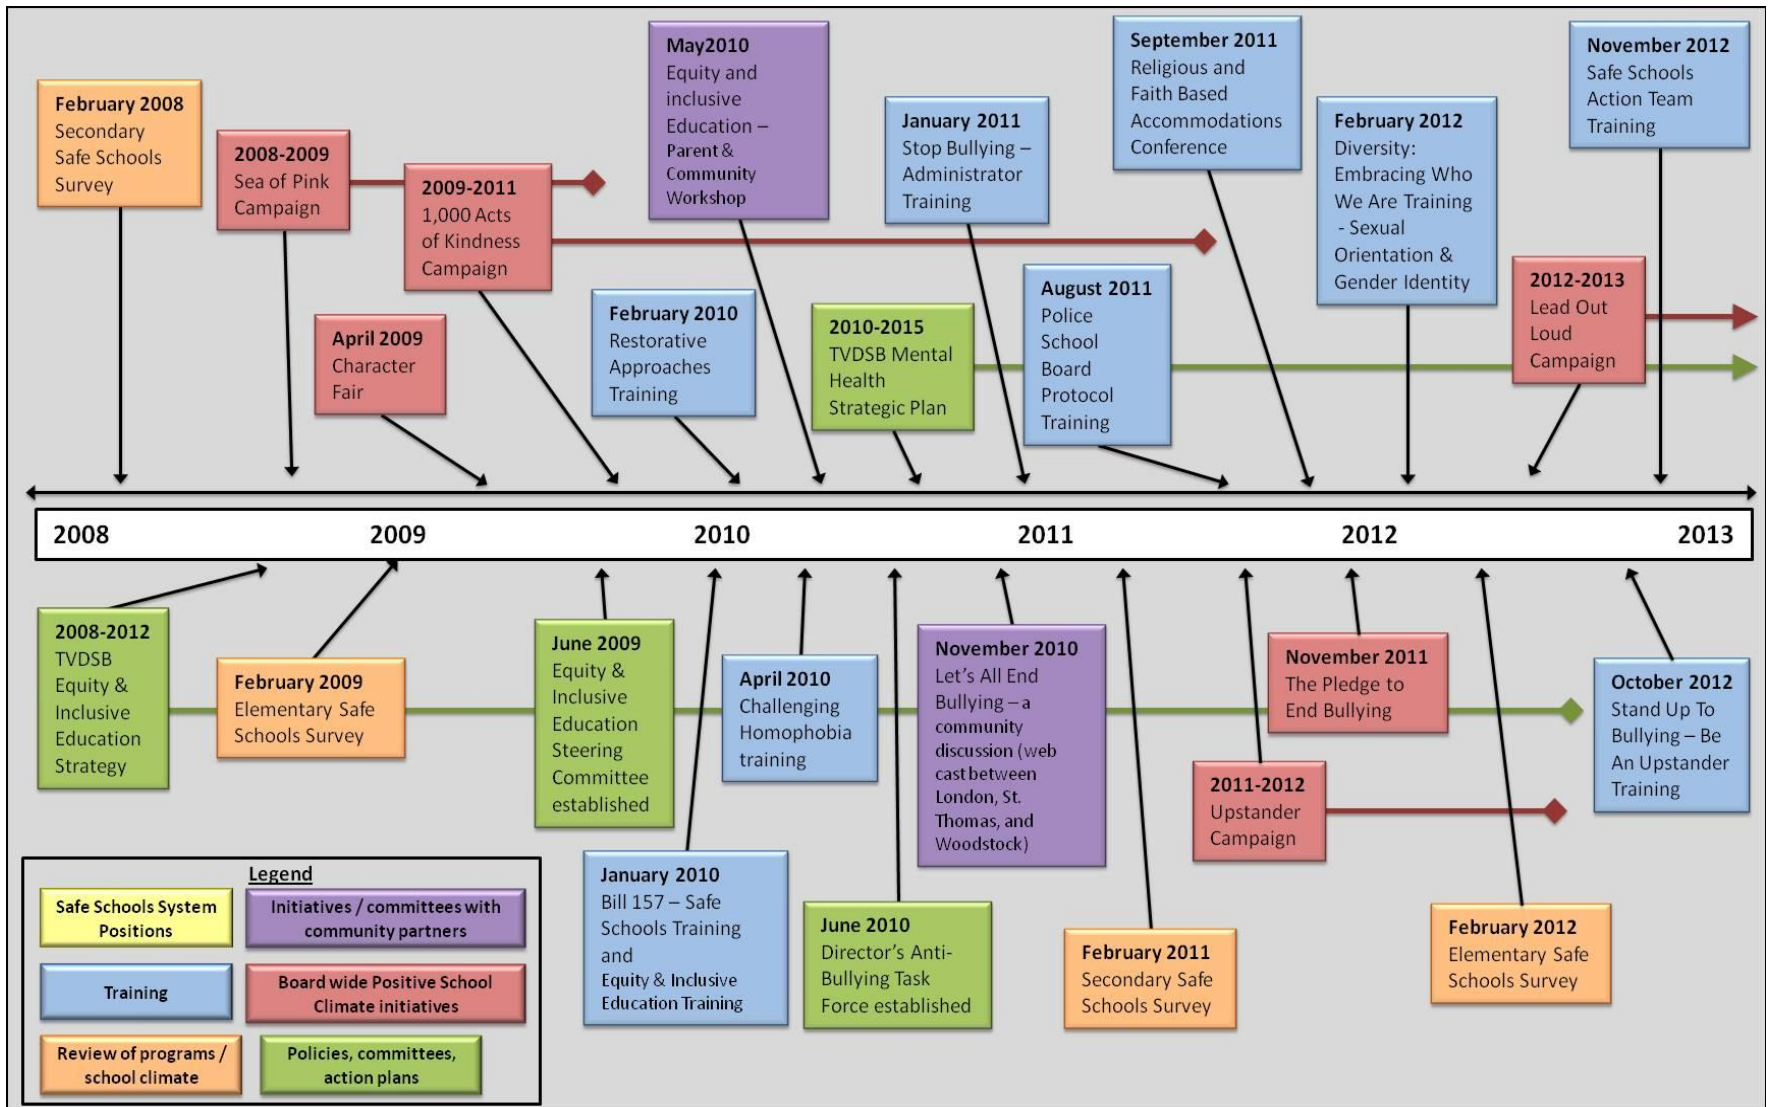 February 2008
Secondary
Safe Schools
Survey
2008-2009
Sea of Pink
Campaign
April 2009
Character
Fair
2009-2011
1,000 Acts
of Kindness
Campaign
February 2010
Restorative
Approaches
Training
May2010
Equity and
inclusive
Education –
Parent &
Community
Workshop
2010-2015
TVDSB Mental
Health
Strategic Plan
January 2011
Stop Bullying –
Administrator
Training
August 2011
Police
School
Board
Protocol
Training
September 2011
Religious and
Faith Based
Accommodations
Conference
February 2012
Diversity:
Embracing Who
We Are Training
- Sexual
Orientation &
Gender Identity
2012-2013
Lead Out
Loud
Campaign
November 2012
Safe Schools
Action Team
Training
2008 2009 2010 2011 2012 2013
2008-2012
TVDSB
Equity &
Inclusive
Education
Strategy
February 2009
Elementary Safe
Schools Survey
June 2009
Equity &
Inclusive
Education
Steering
Committee
established
January 2010
Bill 157 – Safe
Schools Training
and
Equity & Inclusive
Education Training
April 2010
Challenging
Homophobia
training
June 2010
Director's Anti-
Bullying Task
Force established
November 2010
Let's All End
Bullying – a
community
discussion (web
cast between
London, St.
Thomas, and
Woodstock)
February 2011
Secondary Safe
Schools Survey
2011-2012
Upstander
Campaign
November 2011
The Pledge to
End Bullying
February 2012
Elementary Safe
Schools Survey
October 2012
Stand Up To
Bullying – Be
An Upstander
Training
Legend
Safe Schools System
Positions
Initiatives / committees with
community partners
Training
Board wide Positive School
Climate initiatives
Review of programs /
school climate
Policies, committees,
action plans